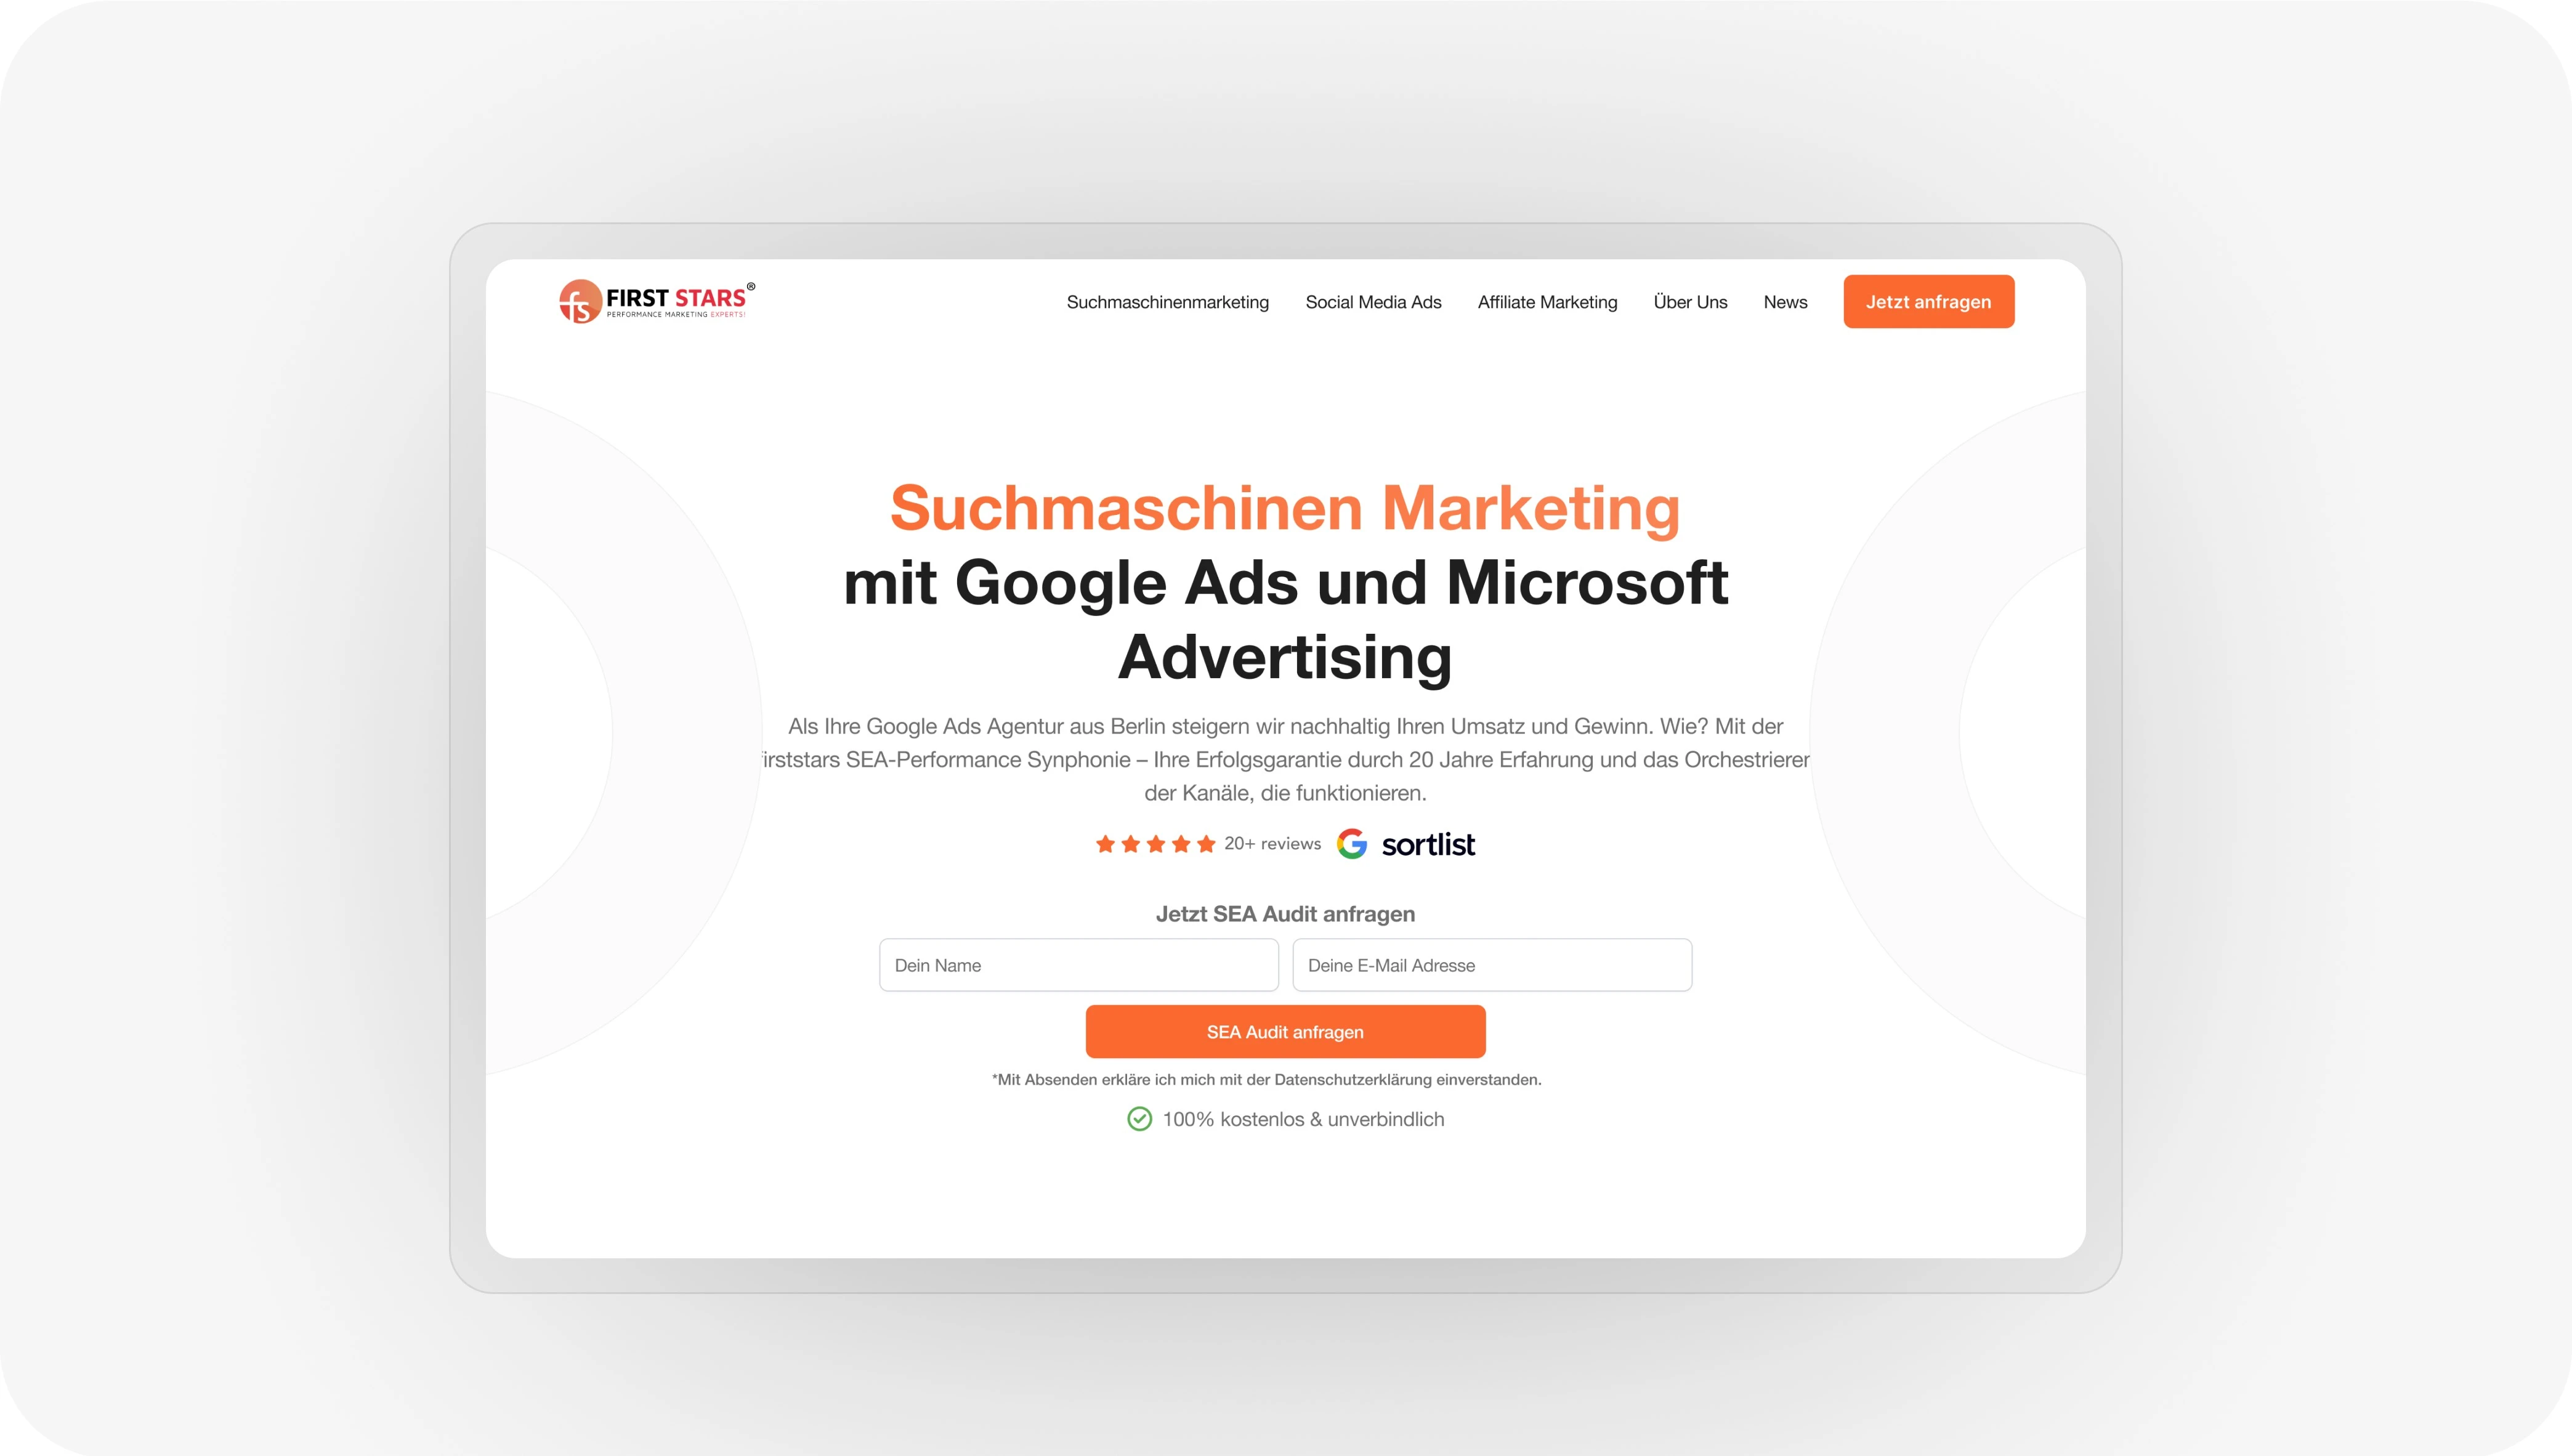 FIRST STARS®
PERFORMANCE MARKETING EXPERTS!
Suchmaschinenmarketing
Social Media Ads
Affiliate Marketing
Über Uns
News
Jetzt anfragen
Suchmaschinen Marketing
mit Google Ads und Microsoft
Advertising
Als Ihre Google Ads Agentur aus Berlin steigern wir nachhaltig Ihren Umsatz und Gewinn. Wie? Mit der
irststars SEA-Performance Synphonie – Ihre Erfolgsgarantie durch 20 Jahre Erfahrung und das Orchestrieren
der Kanäle, die funktionieren.
20+ reviews
sortlist
Jetzt SEA Audit anfragen
Dein Name
Deine E-Mail Adresse
SEA Audit anfragen
*Mit Absenden erkläre ich mich mit der Datenschutzerklärung einverstanden.
100% kostenlos & unverbindlich